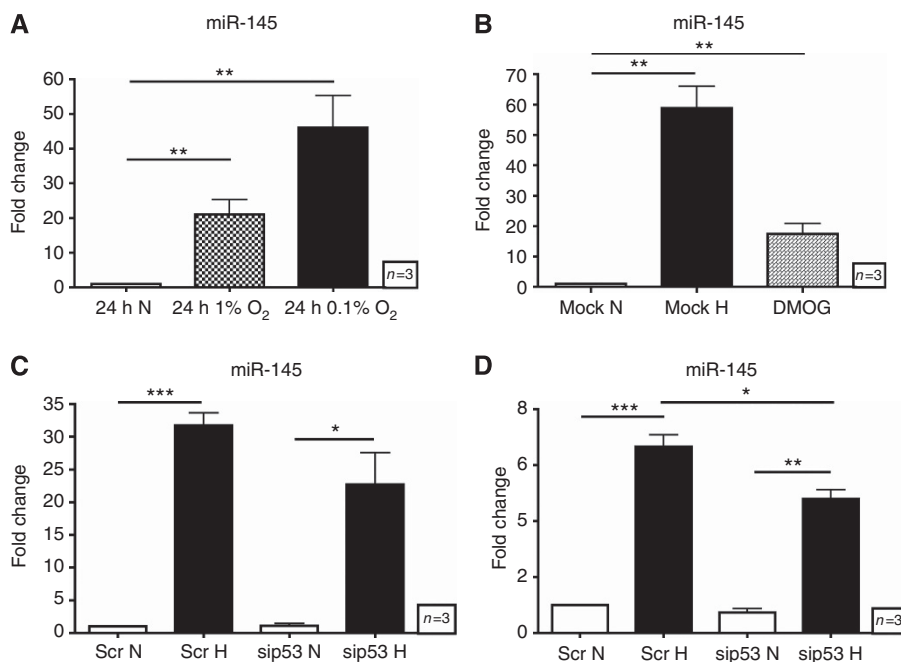 A
miR-145
Fold change
60
50
40
30
20
10
0
**
**
24 h N
24 h 1% O₂
24 h 0.1% O₂
n=3
B
miR-145
Fold change
70
60
50
40
30
20
10
0
**
**
Mock N
Mock H
DMOG
n=3
C
miR-145
Fold change
35
30
25
20
15
10
5
0
***
*
Scr N
Scr H
sip53 N
sip53 H
n=3
D
miR-145
Fold change
8
6
5
2
0
***
*
**
Scr N
Scr H
sip53 N
sip53 H
n=3